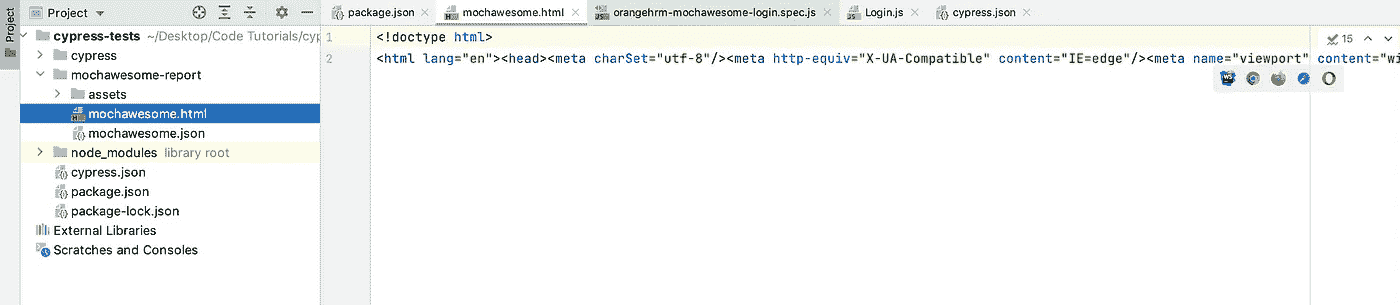 Project
Project
package.json
mochawesome.html
orangehrm-mochawesome-login.spec.js
Login.js
cypress.json
cypress-tests ~/Desktop/Code Tutorials/cyp
cypress
mochawesome-report
assets
mochawesome.html
mochawesome.json
node_modules library root
cypress.json
package.json
package-lock.json
External Libraries
Scratches and Consoles
1 <!doctype html>
15
2 <html lang="en"><head><meta charSet="utf-8"/><meta http-equiv="X-UA-Compatible" content="IE=edge"/><meta name="viewport" content="wi